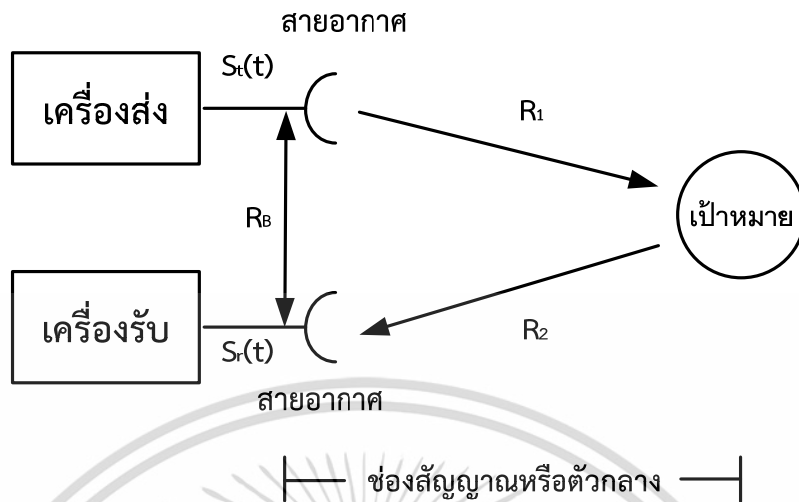 สายอากาศ
St(t)
เครื่องส่ง
R1
RB
เป้าหมาย
เครื่องรับ
R2
Sr(t)
สายอากาศ
ช่องสัญญาณหรือตัวกลาง